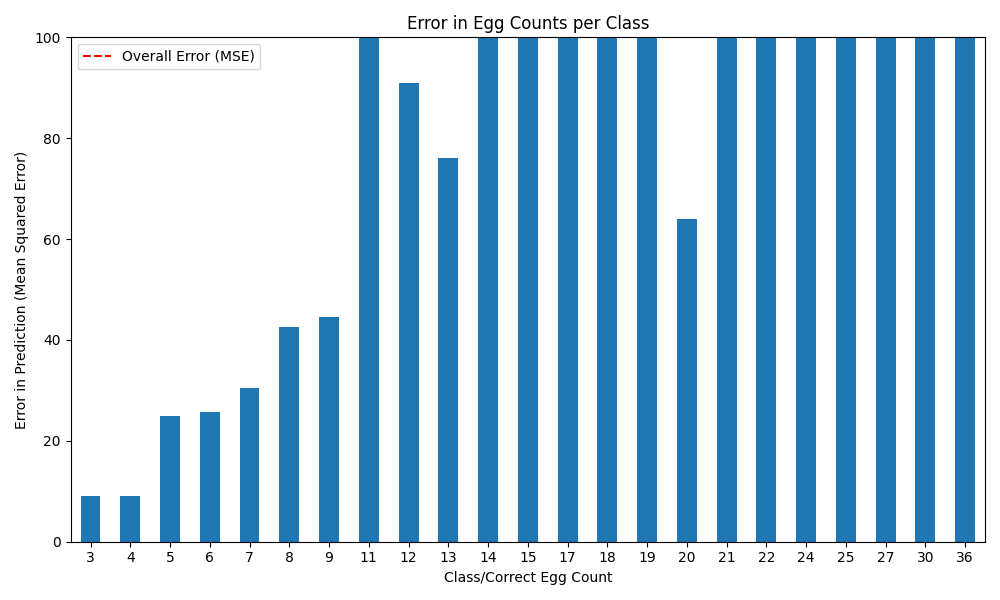 Error in Egg Counts per Class
Overall Error (MSE)
Error in Prediction (Mean Squared Error)
100
80
60
40
20
0
3 4 5 6 7 8 9 11 12 13 14 15 17 18 19 20 21 22 24 25 27 30 36
Class/Correct Egg Count